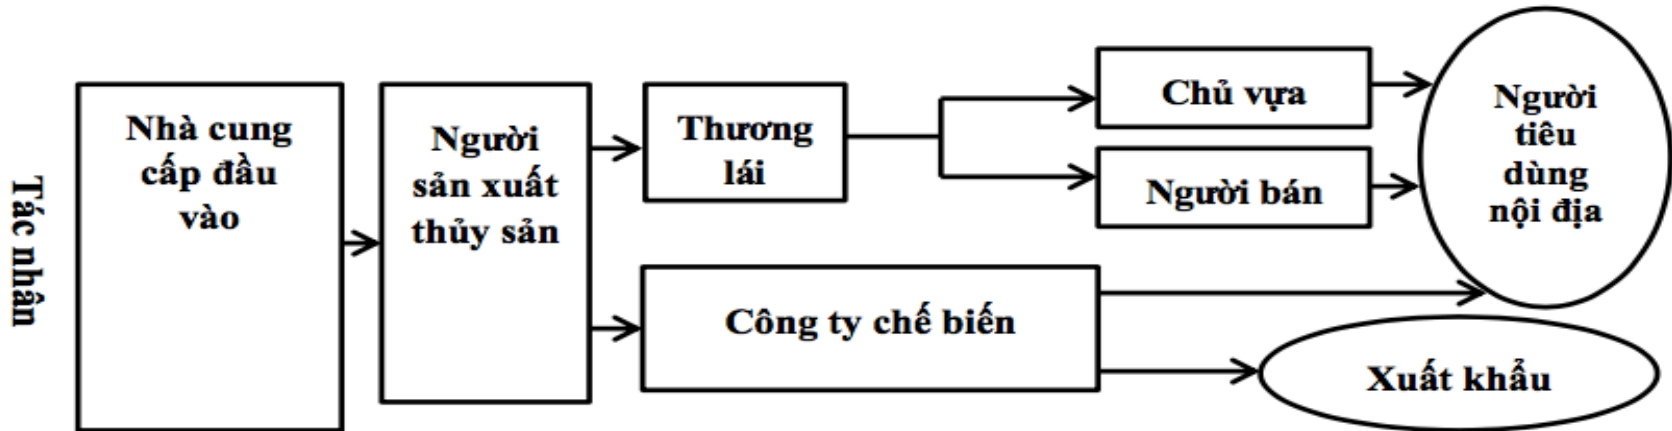 Tác nhân
Nhà cung
cấp đầu
vào
Người
sản xuất
thủy sản
Thương
lái
Chủ vựa
Người bán
Công ty chế biến
Người
tiêu
dùng
nội địa
Xuất khẩu